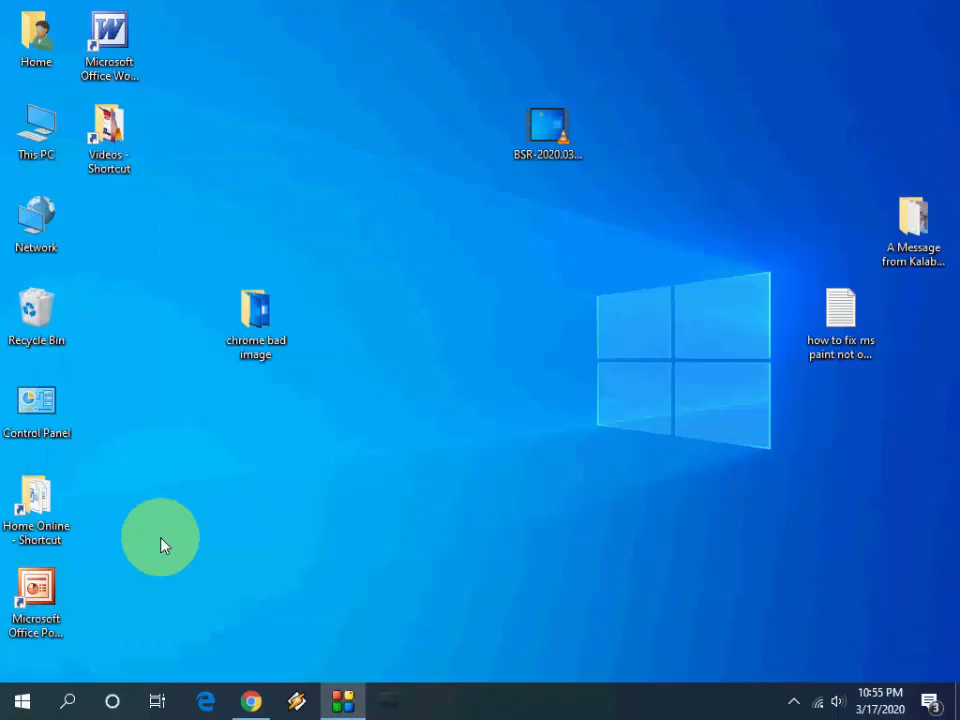 Home
Microsoft
Office Wo...
This PC
Videos -
Shortcut
BSR-2020.03...
Network
A Message
from Kalab...
Recycle Bin
chrome bad
image
how to fix ms
paint not o...
Control Panel
Home Online
- Shortcut
Microsoft
Office Po...
10:55 PM
3/17/2020
3